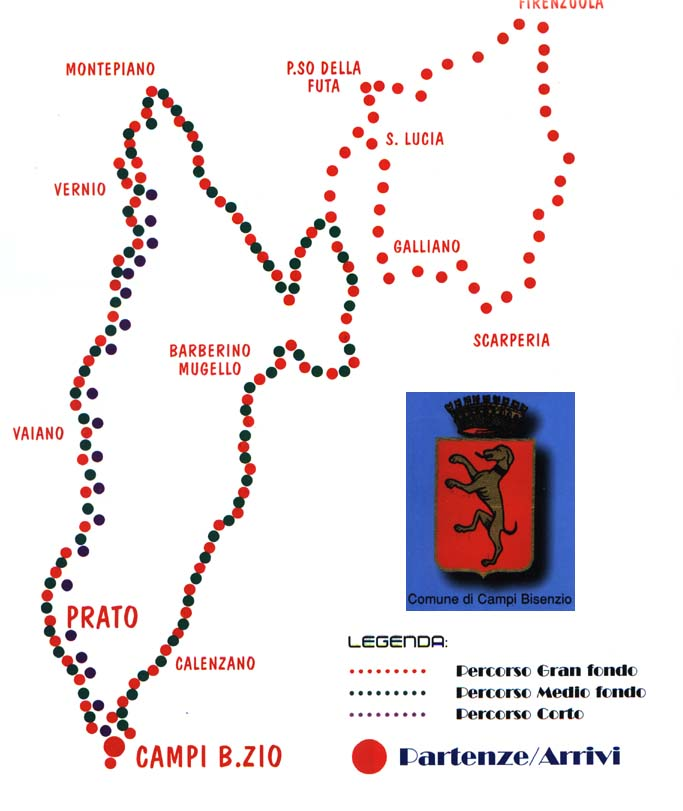 FIRENZUOLA
MONTEPIANO
P.SO DELLA
FUTA
S. LUCIA
VERNIO
GALLIANO
SCARPERIA
BARBERINO
MUGELLO
VAIANO
Comune di Campi Bisenzio
PRATO
LEGENDA:
CALENZANO
Percorso Gran fondo
Percorso Medio fondo
Percorso Corto
CAMPI B.ZIO
Partenze/Arrivi